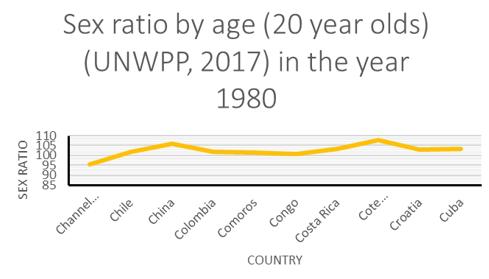 Sex ratio by age (20 year olds)
(UNWPP, 2017) in the year
1980
110
105
100
95
90
85
SEX RATIO
Channel...
Chile
China
Colombia
Comoros
Congo
Costa Rica
Cote...
Croatia
Cuba
COUNTRY